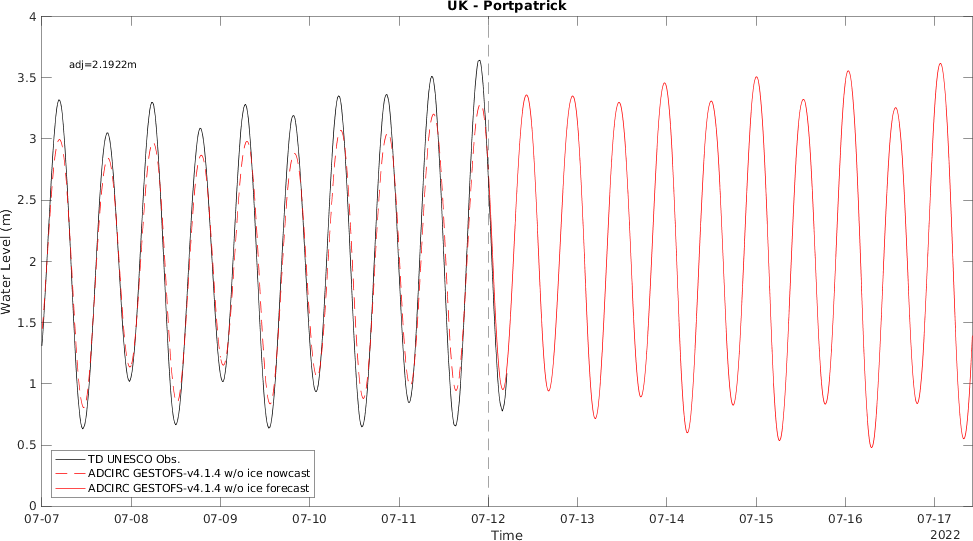 UK - Portpatrick
adj=2.1922m
Water Level (m)
4
3.5
3
2.5
2
1.5
1
0.5
0
TD UNESCO Obs.
ADCIRC GESTOFS-v4.1.4 w/o ice nowcast
ADCIRC GESTOFS-v4.1.4 w/o ice forecast
07-07 07-08 07-09 07-10 07-11 07-12 07-13 07-14 07-15 07-16 07-17
Time
2022